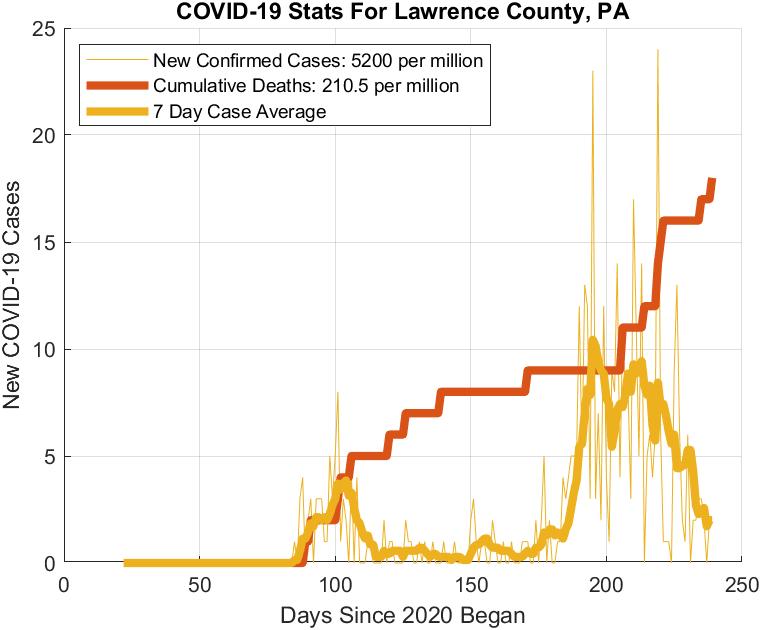 COVID-19 Stats For Lawrence County, PA
25
New Confirmed Cases: 5200 per million
Cumulative Deaths: 210.5 per million
7 Day Case Average
20
15
10
5
0
New COVID-19 Cases
0 50 100 150 200 250
Days Since 2020 Began